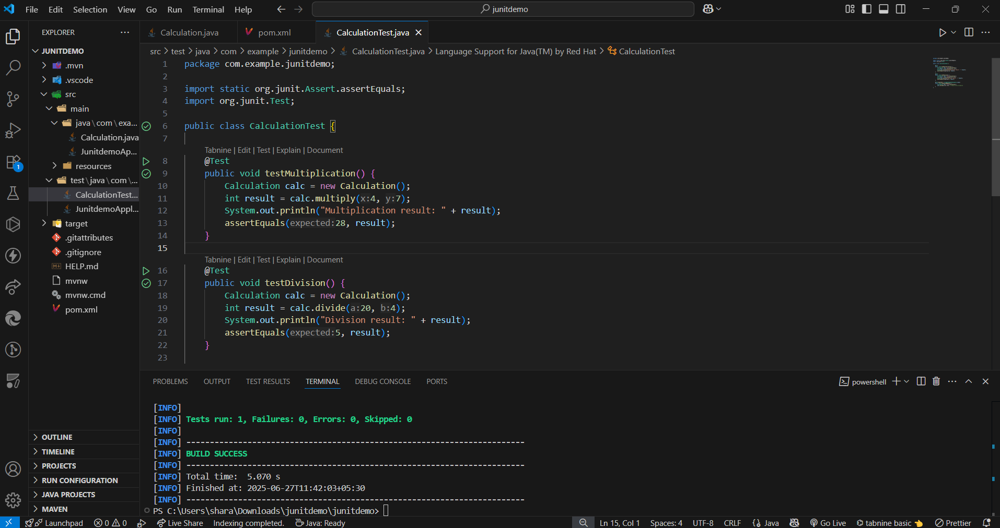 File Edit Selection View Go Run Terminal Help
junitdemo
EXPLORER
JUNITDEMO
.mvn
.vscode
src
main
java\com\exa...
Calculation.java
JunitdemoAp...
resources
test\java\com\...
CalculationTest...
JunitdemoAppl...
target
.gitattributes
.gitignore
HELP.md
mvnw
mvnw.cmd
pom.xml
OUTLINE
TIMELINE
PROJECTS
RUN CONFIGURATION
JAVA PROJECTS
MAVEN
1
Calculation.java pom.xml CalculationTest.java
src > test > java > com > example > junitdemo > CalculationTest.java > Language Support for Java(TM) by Red Hat > CalculationTest
1 package com.example.junitdemo;
2
3 import static org.junit.Assert.assertEquals;
4 import org.junit.Test;
5
6 public class CalculationTest {
7
Tabnine | Edit | Test | Explain | Document
8 @Test
9 public void testMultiplication() {
10 Calculation calc = new Calculation();
11 int result = calc.multiply(x:4, y:7);
12 System.out.println("Multiplication result: " + result);
13 assertEquals(expected:28, result);
14 }
15
Tabnine | Edit | Test | Explain | Document
16 @Test
17 public void testDivision() {
18 Calculation calc = new Calculation();
19 int result = calc.divide(a:20, b:4);
20 System.out.println("Division result: " + result);
21 assertEquals(expected:5, result);
22 }
23
PROBLEMS OUTPUT TEST RESULTS TERMINAL DEBUG CONSOLE PORTS
powershell
[INFO]
[INFO] Tests run: 1, Failures: 0, Errors: 0, Skipped: 0
[INFO]
[INFO] ------------------------------------------------------------------------
[INFO] BUILD SUCCESS
[INFO] ------------------------------------------------------------------------
[INFO] Total time:  5.070 s
[INFO] Finished at: 2025-06-27T11:42:03+05:30
[INFO] ------------------------------------------------------------------------
PS C:\Users\shara\Downloads\junitdemo\junitdemo>
Launchpad 0 0 Live Share Indexing completed. Java: Ready Ln 15, Col 1 Spaces: 4 UTF-8 CRLF {} Java Go Live tabnine basic Prettier